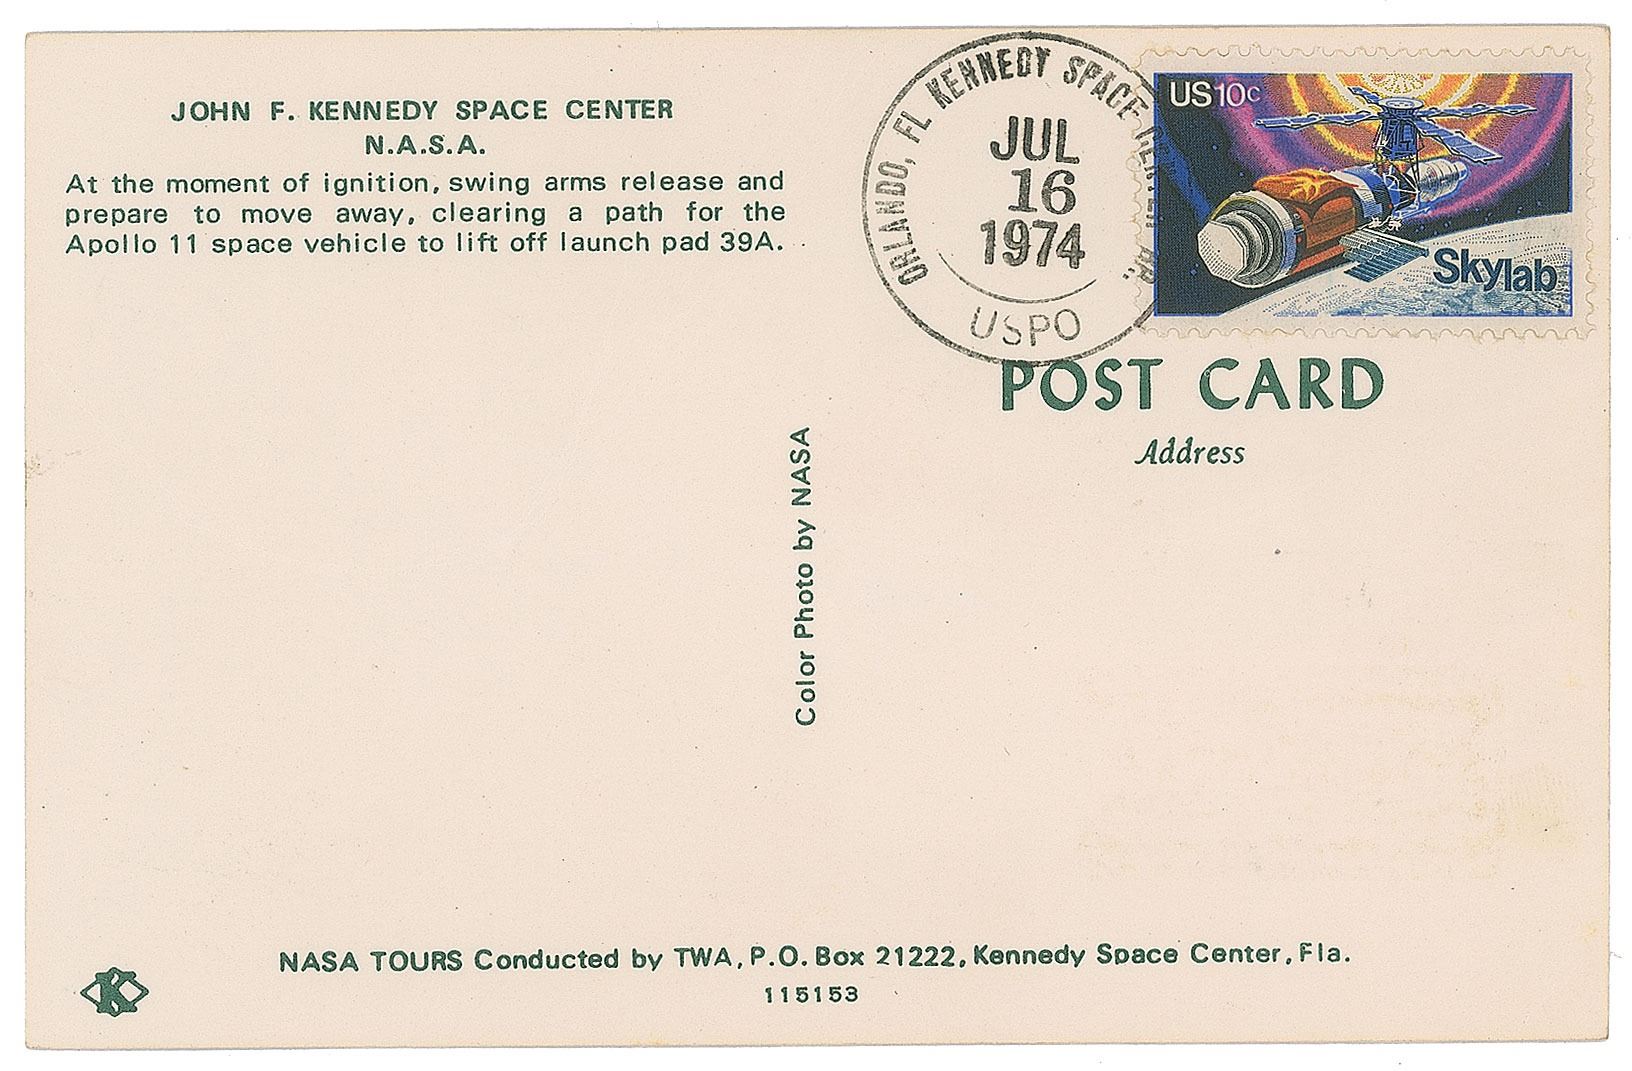 JOHN F. KENNEDY SPACE CENTER
N.A.S.A.
At the moment of ignition, swing arms release and
prepare to move away, clearing a path for the
Apollo 11 space vehicle to lift off launch pad 39A.
ORLANDO, FL KENNEDY SPACE CENTER BR.
JUL
16
1974
USPO
US10c
Skylab
POST CARD
Address
Color Photo by NASA
NASA TOURS Conducted by TWA, P.O. Box 21222, Kennedy Space Center, Fla.
115153
K